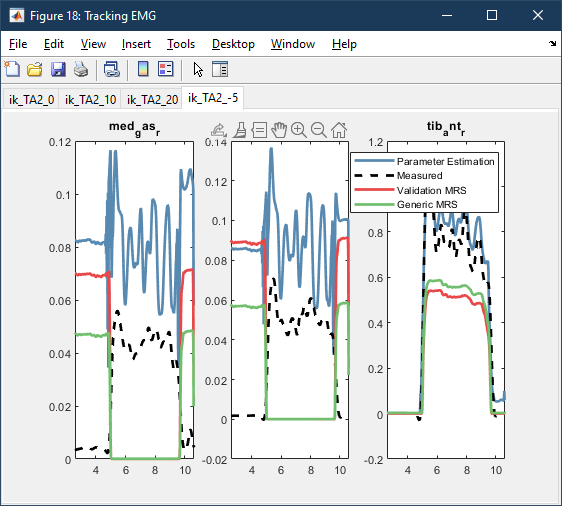 Figure 18: Tracking EMG
File Edit View Insert Tools Desktop Window Help
ik_TA2_0 ik_TA2_10 ik_TA2_20 ik_TA2_-5
med_gas_r tib_ant_r
Parameter Estimation
Measured
Validation MRS
Generic MRS
0.12
0.1
0.08
0.06
0.04
0.02
0
4 6 8 10
0.14
0.12
0.1
0.08
0.06
0.04
0.02
0
-0.02
4 6 8 10
1.2
0.8
0.6
0.4
0.2
0
-0.2
4 6 8 10